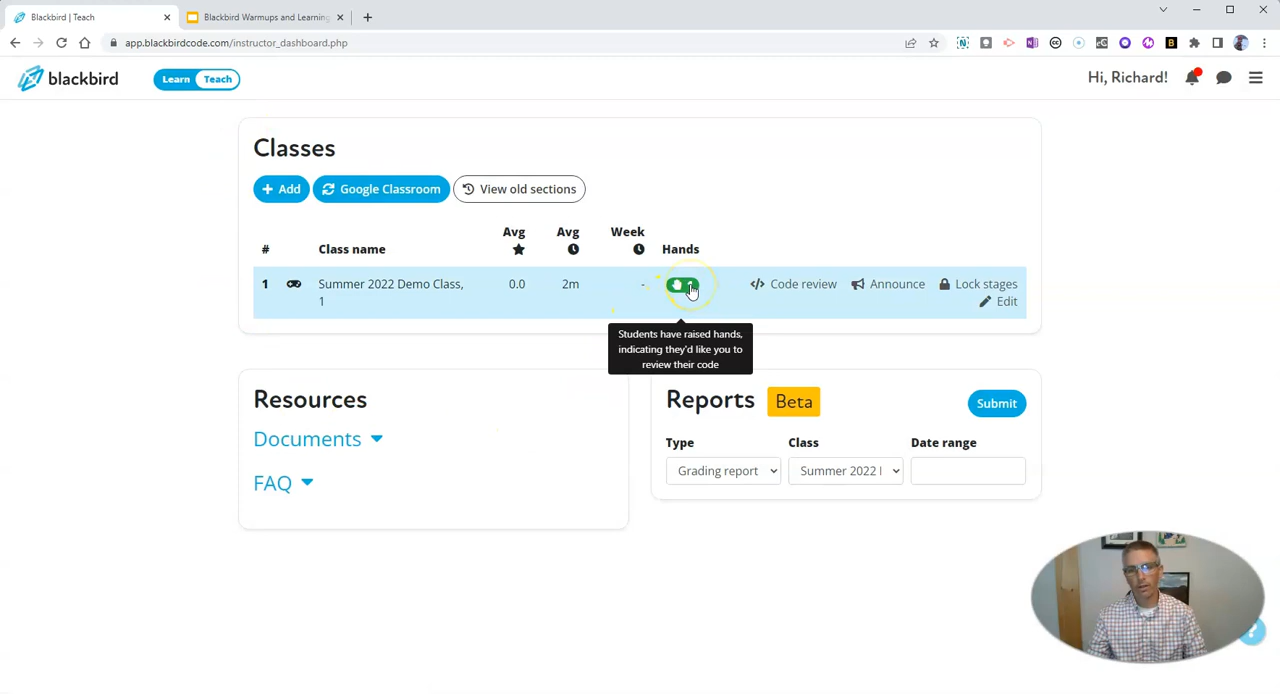 Blackbird | Teach
Blackbird Warmups and Learning
app.blackbirdcode.com/instructor_dashboard.php
blackbird
Learn Teach
Hi, Richard!
Classes
+ Add
Google Classroom
View old sections
Avg Avg Week
# Class name Hands
1 Summer 2022 Demo Class, 0.0 2m - Code review Announce Lock stages
1 Edit
Students have raised hands,
indicating they'd like you to
review their code
Resources
Documents
FAQ
Reports Beta Submit
Type Class Date range
Grading report Summer 2022